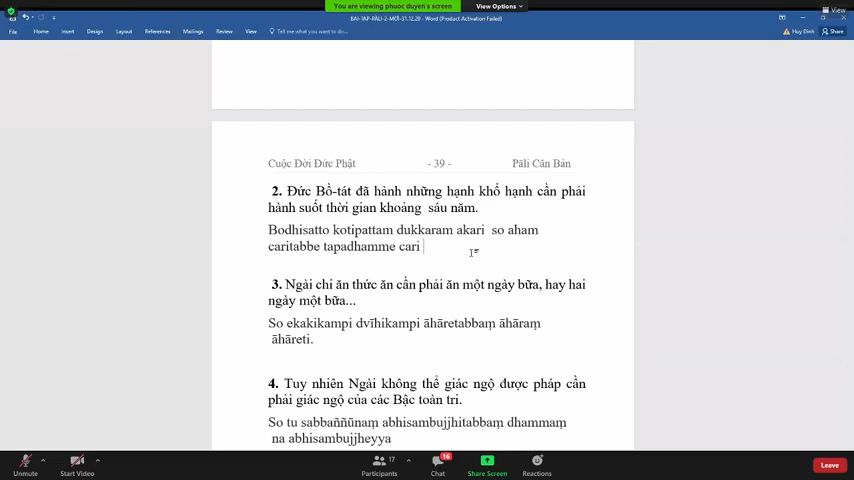 You are viewing phuoc duyen's screen
View Options
View
BAI-TAP-PALI-2-MOI-31.12.20 - Word (Product Activation Failed)
File Home Insert Design Layout References Mailings Review View Tell me what you want to do... Huy Dinh Share
Cuộc Đời Đức Phật - 39 - Pāli Căn Bản
2. Đức Bồ-tát đã hành những hạnh khổ hạnh cần phải
hành suốt thời gian khoảng sáu năm.
Bodhisatto kotipattam dukkaram akari so aham
caritabbe tapadhamme cari
3. Ngài chỉ ăn thức ăn cần phải ăn một ngày bữa, hay hai
ngày một bữa...
So ekakikampi dvīhikampi āhāretabbaṃ āhāraṃ
āhāreti.
4. Tuy nhiên Ngài không thể giác ngộ được pháp cần
phải giác ngộ của các Bậc toàn tri.
So tu sabbaññūnaṃ abhisambujjhitabbaṃ dhammaṃ
na abhisambujjheyya
Unmute Start Video Participants 17 Chat 16 Share Screen Reactions Leave